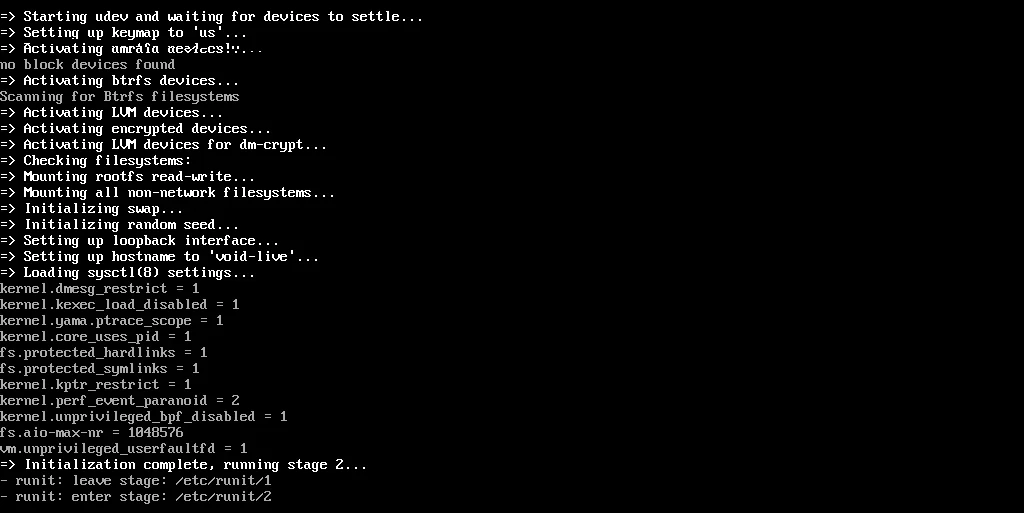 => Starting udev and waiting for devices to settle...
=> Setting up keymap to 'us'...
=> Activating
no block devices found
=> Activating btrfs devices...
Scanning for Btrfs filesystems
=> Activating LVM devices...
=> Activating encrypted devices...
=> Activating LVM devices for dm-crypt...
=> Checking filesystems:
=> Mounting rootfs read-write...
=> Mounting all non-network filesystems...
=> Initializing swap...
=> Initializing random seed...
=> Setting up loopback interface...
=> Setting up hostname to 'void-live'...
=> Loading sysctl(8) settings...
kernel.dmesg_restrict = 1
kernel.kexec_load_disabled = 1
kernel.yama.ptrace_scope = 1
kernel.core_uses_pid = 1
fs.protected_hardlinks = 1
fs.protected_symlinks = 1
kernel.kptr_restrict = 1
kernel.perf_event_paranoid = 2
kernel.unprivileged_bpf_disabled = 1
fs.aio-max-nr = 1048576
vm.unprivileged_userfaultfd = 1
=> Initialization complete, running stage 2...
- runit: leave stage: /etc/runit/1
- runit: enter stage: /etc/runit/2